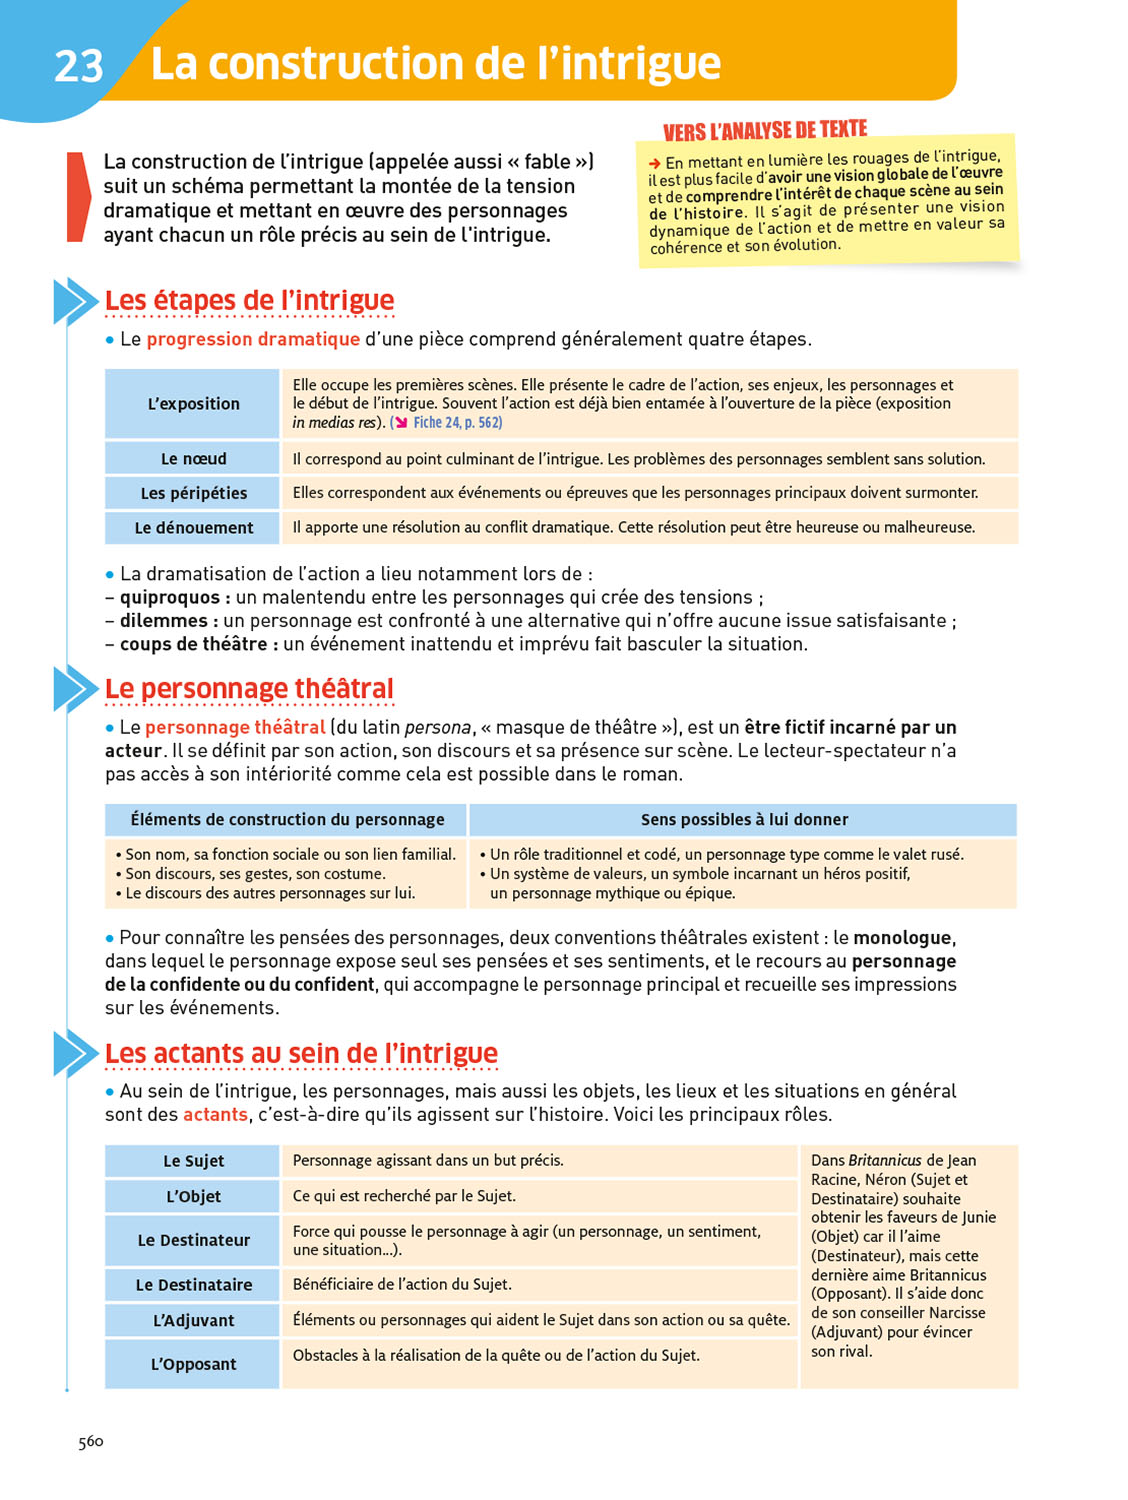 23
La construction de l'intrigue
La construction de l'intrigue (appelée aussi « fable »)
suit un schéma permettant la montée de la tension
dramatique et mettant en œuvre des personnages
ayant chacun un rôle précis au sein de l'intrigue.
VERS L'ANALYSE DE TEXTE
➔ En mettant en lumière les rouages de l'intrigue,
il est plus facile d'avoir une vision globale de l'œuvre
et de comprendre l'intérêt de chaque scène au sein
de l'histoire. Il s'agit de présenter une vision
dynamique de l'action et de mettre en valeur sa
cohérence et son évolution.
Les étapes de l'intrigue
• Le progression dramatique d'une pièce comprend généralement quatre étapes.
L'exposition
Elle occupe les premières scènes. Elle présente le cadre de l'action, ses enjeux, les personnages et
le début de l'intrigue. Souvent l'action est déjà bien entamée à l'ouverture de la pièce (exposition
in medias res). (➘ Fiche 24, p. 562)
Le nœud
Il correspond au point culminant de l'intrigue. Les problèmes des personnages semblent sans solution.
Les péripéties
Elles correspondent aux événements ou épreuves que les personnages principaux doivent surmonter.
Le dénouement
Il apporte une résolution au conflit dramatique. Cette résolution peut être heureuse ou malheureuse.
• La dramatisation de l'action a lieu notamment lors de :
– quiproquos : un malentendu entre les personnages qui crée des tensions ;
– dilemmes : un personnage est confronté à une alternative qui n'offre aucune issue satisfaisante ;
– coups de théâtre : un événement inattendu et imprévu fait basculer la situation.
Le personnage théâtral
• Le personnage théâtral (du latin persona, « masque de théâtre »), est un être fictif incarné par un
acteur. Il se définit par son action, son discours et sa présence sur scène. Le lecteur-spectateur n'a
pas accès à son intériorité comme cela est possible dans le roman.
Éléments de construction du personnage
Sens possibles à lui donner
• Son nom, sa fonction sociale ou son lien familial.
• Son discours, ses gestes, son costume.
• Le discours des autres personnages sur lui.
• Un rôle traditionnel et codé, un personnage type comme le valet rusé.
• Un système de valeurs, un symbole incarnant un héros positif,
un personnage mythique ou épique.
• Pour connaître les pensées des personnages, deux conventions théâtrales existent : le monologue,
dans lequel le personnage expose seul ses pensées et ses sentiments, et le recours au personnage
de la confidente ou du confident, qui accompagne le personnage principal et recueille ses impressions
sur les événements.
Les actants au sein de l'intrigue
• Au sein de l'intrigue, les personnages, mais aussi les objets, les lieux et les situations en général
sont des actants, c'est-à-dire qu'ils agissent sur l'histoire. Voici les principaux rôles.
Le Sujet
Personnage agissant dans un but précis.
L'Objet
Ce qui est recherché par le Sujet.
Le Destinateur
Force qui pousse le personnage à agir (un personnage, un sentiment,
une situation...).
Le Destinataire
Bénéficiaire de l'action du Sujet.
L'Adjuvant
Éléments ou personnages qui aident le Sujet dans son action ou sa quête.
L'Opposant
Obstacles à la réalisation de la quête ou de l'action du Sujet.
Dans Britannicus de Jean
Racine, Néron (Sujet et
Destinataire) souhaite
obtenir les faveurs de Junie
(Objet) car il l'aime
(Destinateur), mais cette
dernière aime Britannicus
(Opposant). Il s'aide donc
de son conseiller Narcisse
(Adjuvant) pour évincer
son rival.
560